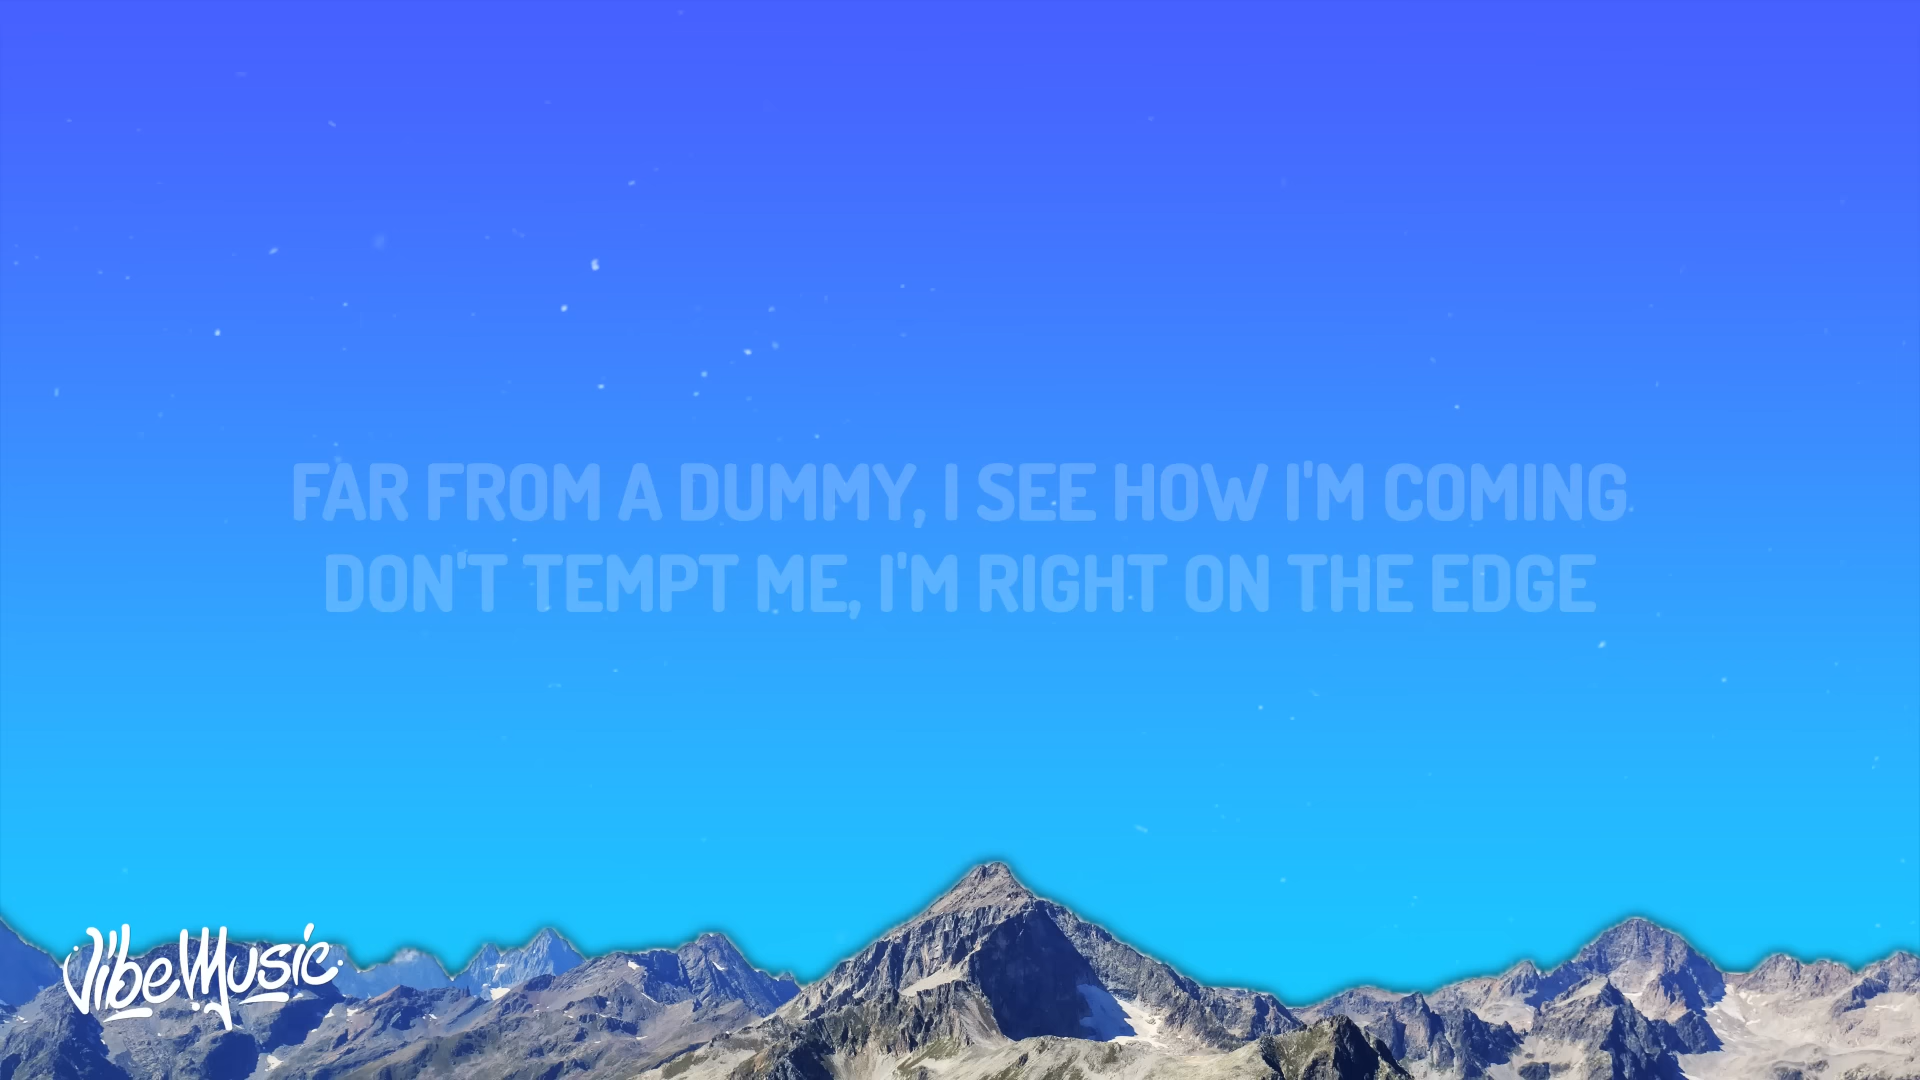 FAR FROM A DUMMY, I SEE HOW I'M COMING
DON'T TEMPT ME, I'M RIGHT ON THE EDGE
VibeMusic